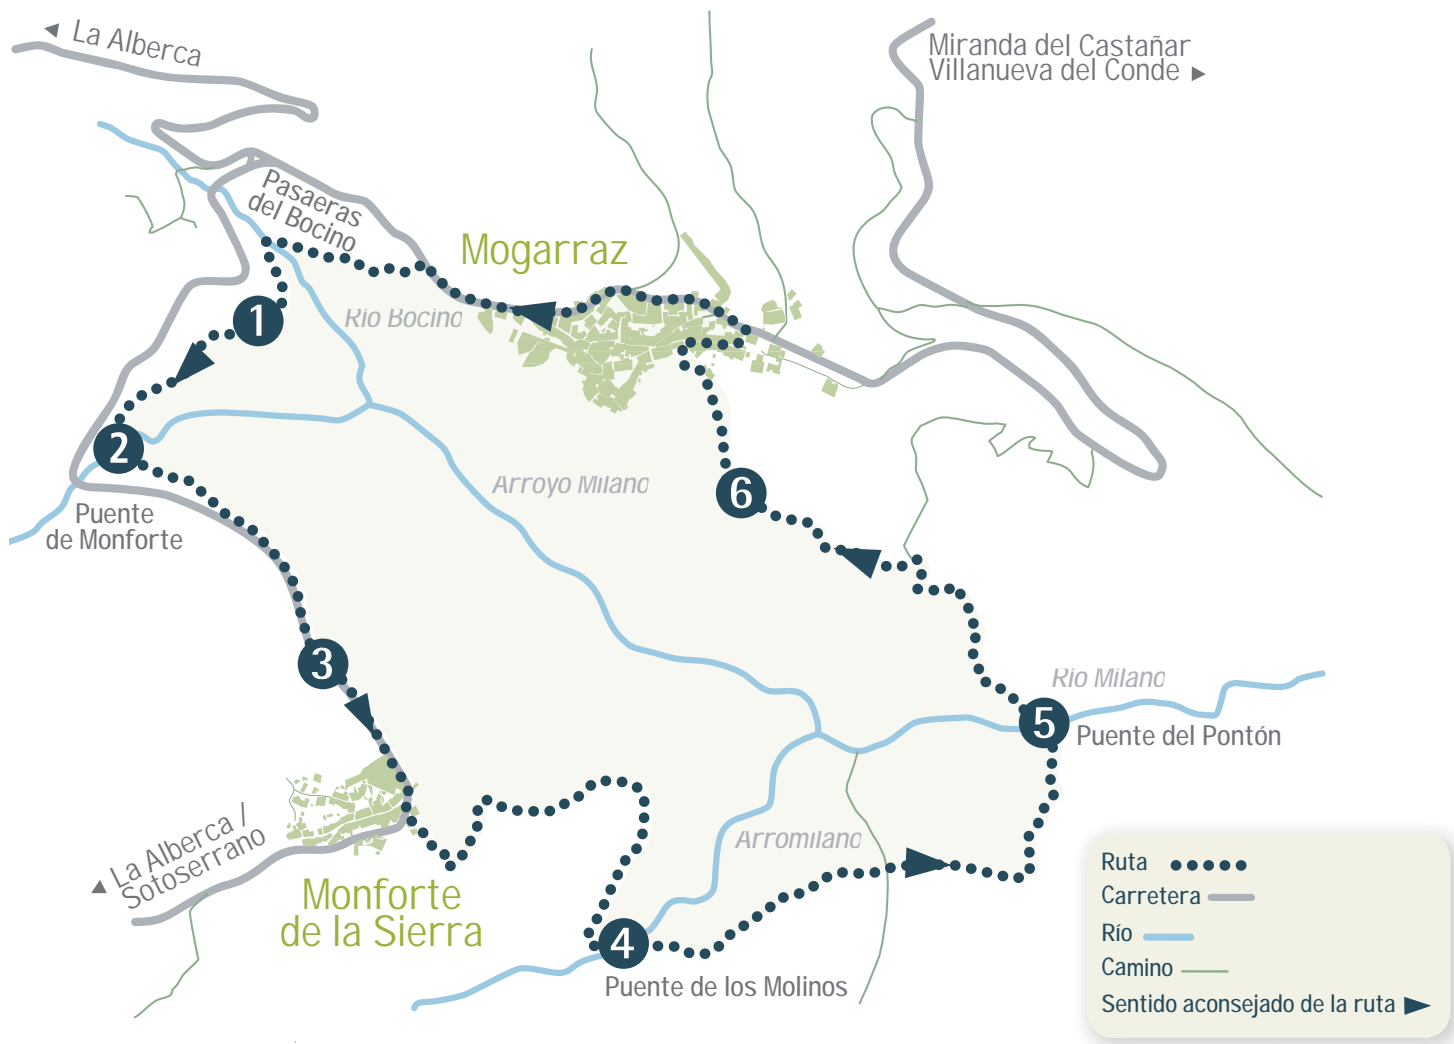 ◄ La Alberca
Miranda del Castañar
Villanueva del Conde ►
Pasaeras
del Bocino
Mogarraz
1
Río Bocino
2
Arroyo Milano
6
Puente
de Monforte
3
Río Milano
5
Puente del Pontón
La Alberca /
◄ Sotoserrano
Arromilano
Monforte
de la Sierra
4
Puente de los Molinos
Ruta
Carretera
Río
Camino
Sentido aconsejado de la ruta